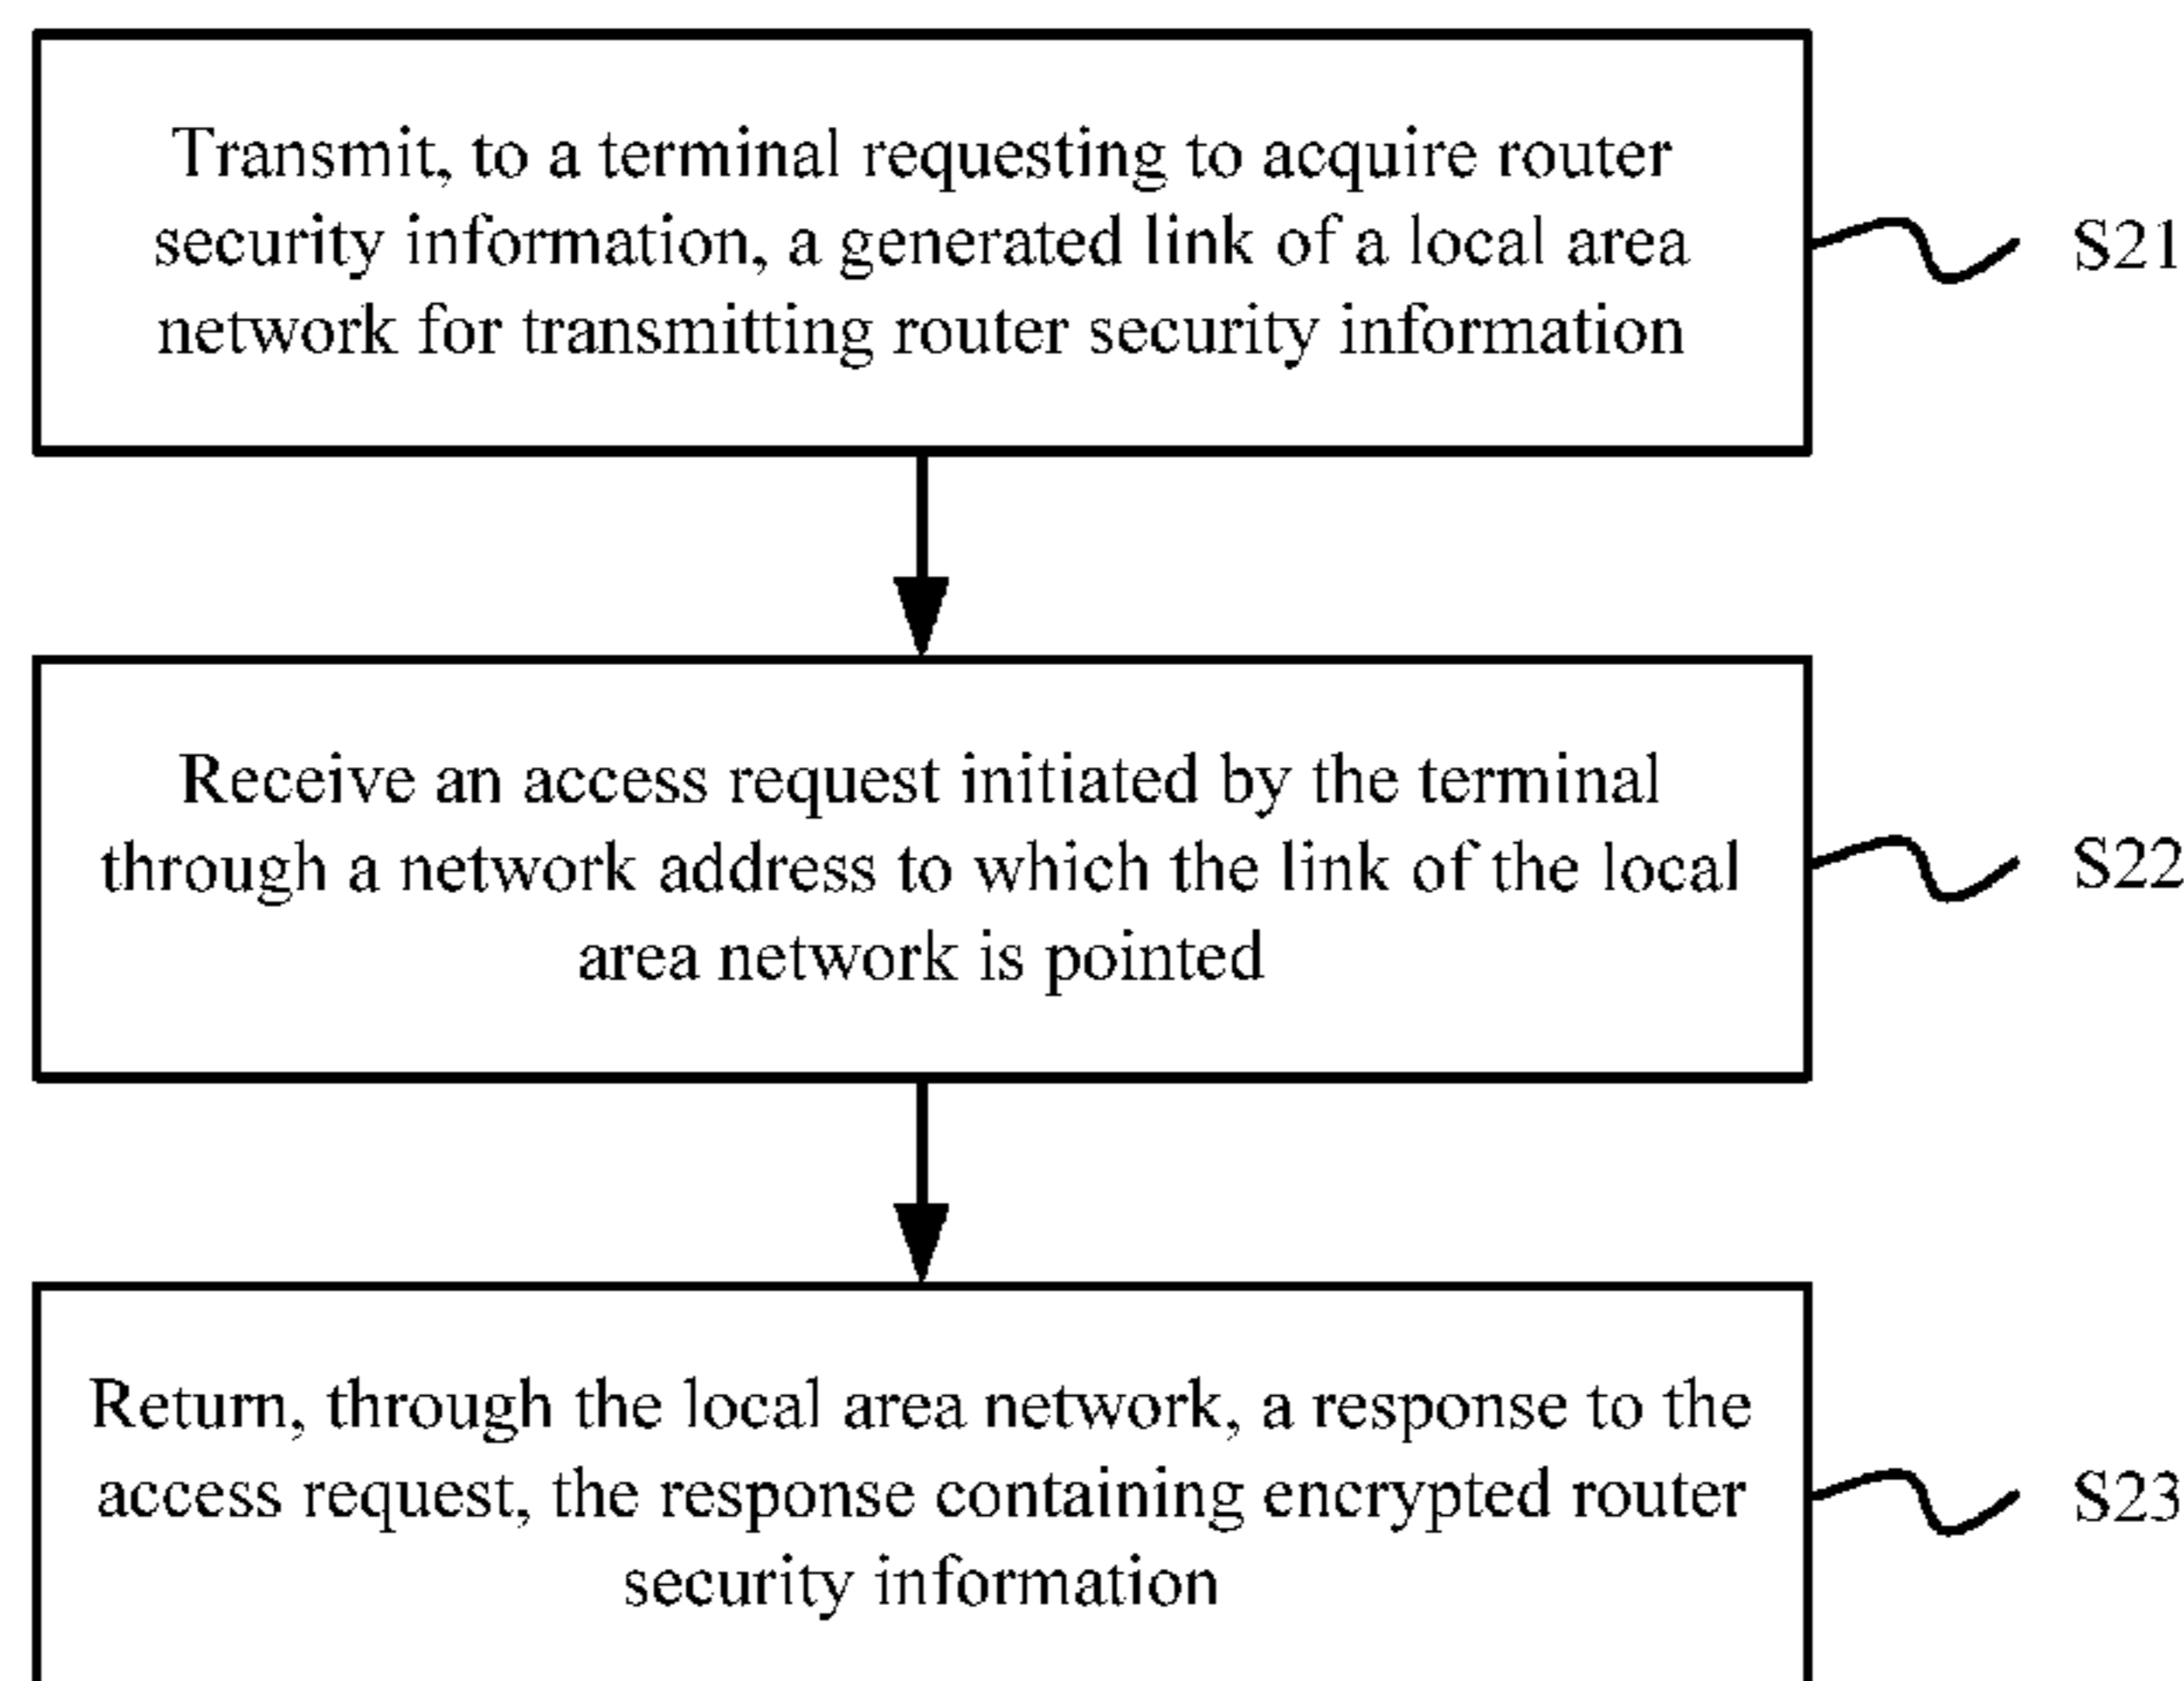 Transmit, to a terminal requesting to acquire router
security information, a generated link of a local area
network for transmitting router security information
S21
Receive an access request initiated by the terminal
through a network address to which the link of the local
area network is pointed
S22
Return, through the local area network, a response to the
access request, the response containing encrypted router
security information
S23